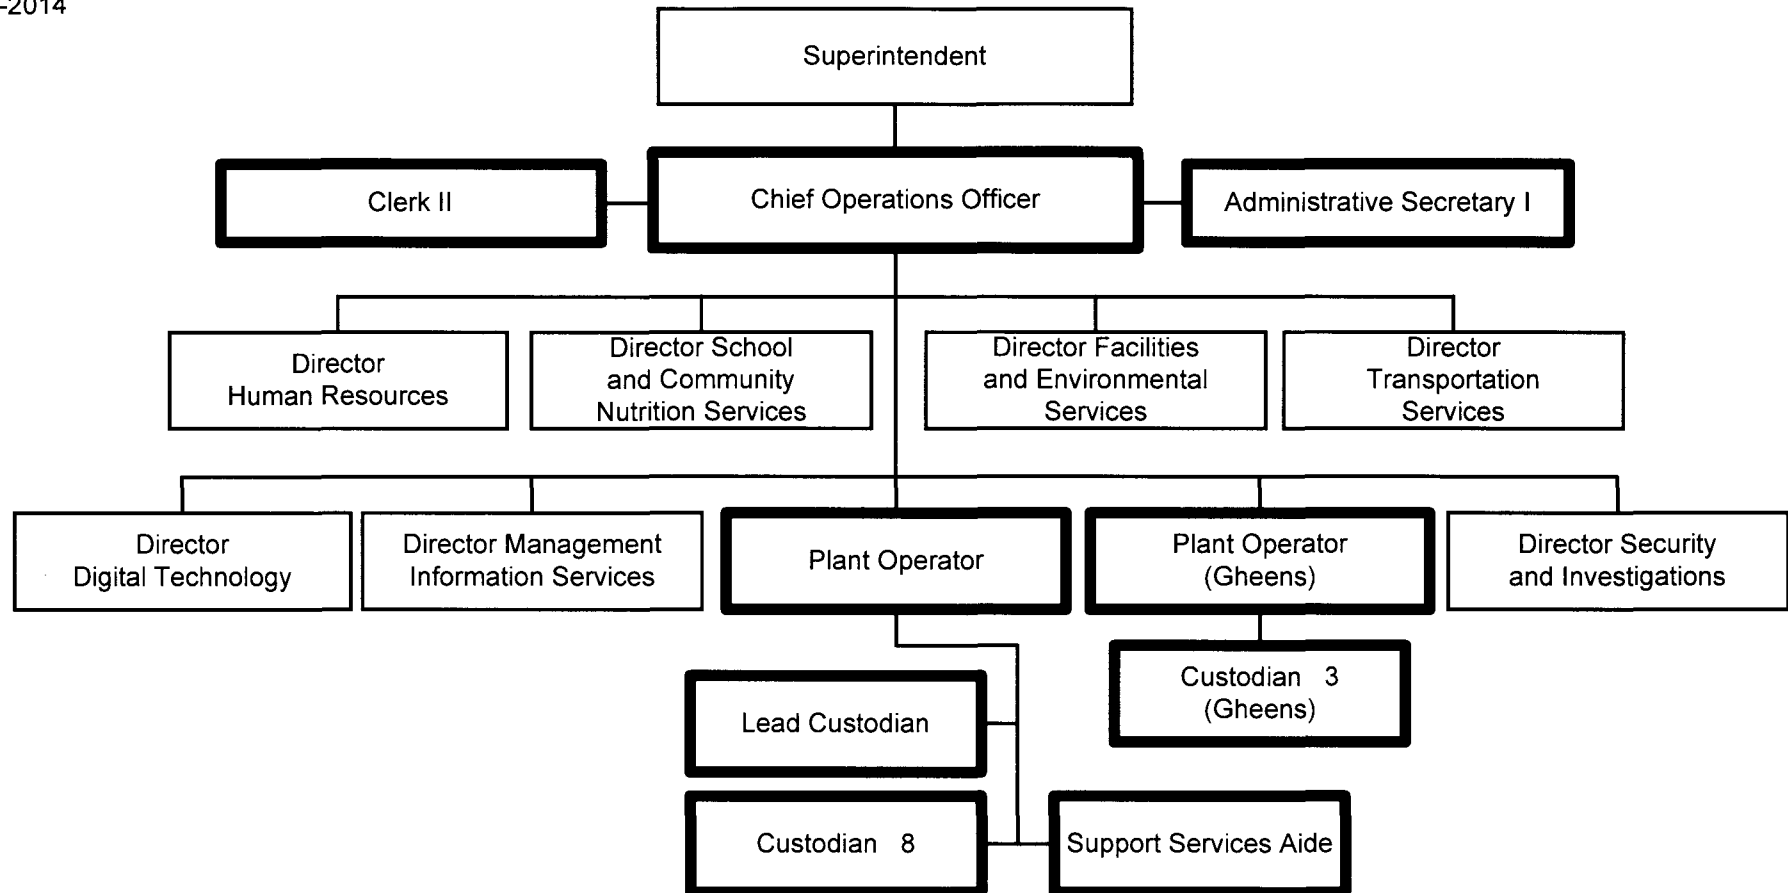 -2014
Superintendent
Clerk II
Chief Operations Officer
Administrative Secretary I
Director
Human Resources
Director School
and Community
Nutrition Services
Director Facilities
and Environmental
Services
Director
Transportation
Services
Director
Digital Technology
Director Management
Information Services
Plant Operator
Plant Operator
(Gheens)
Director Security
and Investigations
Custodian 3
(Gheens)
Lead Custodian
Custodian 8
Support Services Aide